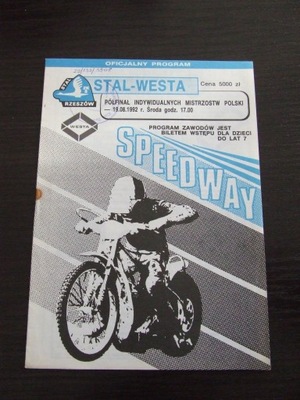 OFICJALNY PROGRAM
STAL
RZESZÓW
STAL-WESTA
Cena 5000 zł
PÓŁFINAŁ INDYWIDUALNYCH MISTRZOSTW POLSKI
— 19.08.1992 r. Środa godz. 17.00
WESTA
PROGRAM ZAWODÓW JEST
BILETEM WSTĘPU DLA DZIECI
DO LAT 7
SPEEDWAY